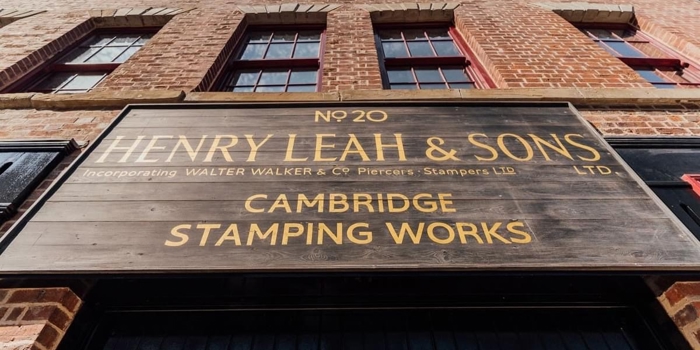 Nº 20
HENRY LEAH & SONS LTD.
Incorporating WALTER WALKER & Cº Piercers · Stampers LTD
CAMBRIDGE
STAMPING WORKS